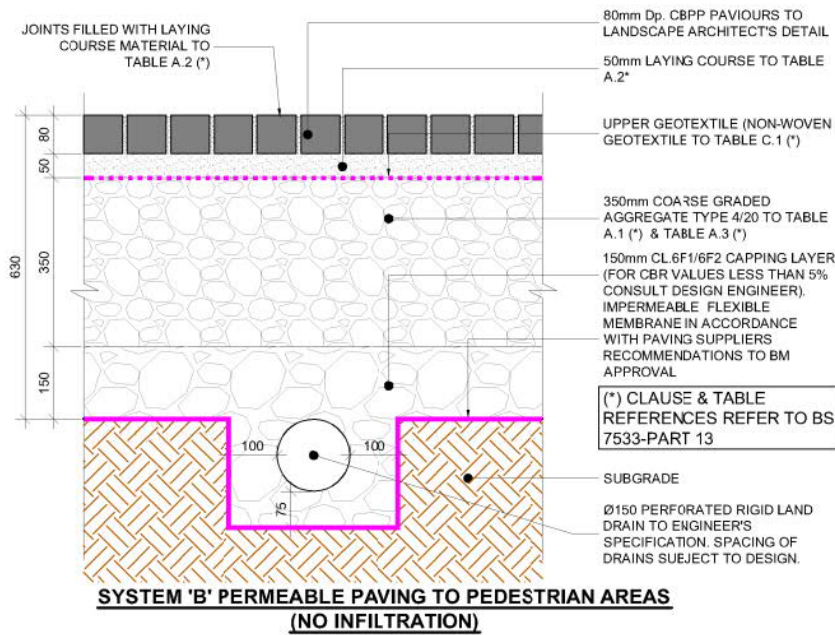 JOINTS FILLED WITH LAYING
COURSE MATERIAL TO
TABLE A.2 (*)
80mm Dp. CBPP PAVIOURS TO
LANDSCAPE ARCHITECT'S DETAIL
50mm LAYING COURSE TO TABLE
A.2*
UPPER GEOTEXTILE (NON-WOVEN
GEOTEXTILE TO TABLE C.1 (*)
350mm COARSE GRADED
AGGREGATE TYPE 4/20 TO TABLE
A.1 (*) & TABLE A.3 (*)
150mm CL.6F1/6F2 CAPPING LAYER
(FOR CBR VALUES LESS THAN 5%
CONSULT DESIGN ENGINEER).
IMPERMEABLE FLEXIBLE
MEMBRANE IN ACCORDANCE
WITH PAVING SUPPLIERS
RECOMMENDATIONS TO BM
APPROVAL
(*) CLAUSE & TABLE
REFERENCES REFER TO BS
7533-PART 13
SUBGRADE
Ø150 PERFORATED RIGID LAND
DRAIN TO ENGINEER'S
SPECIFICATION. SPACING OF
DRAINS SUBJECT TO DESIGN.
80
50
630
350
150
100
100
75
SYSTEM 'B' PERMEABLE PAVING TO PEDESTRIAN AREAS
(NO INFILTRATION)